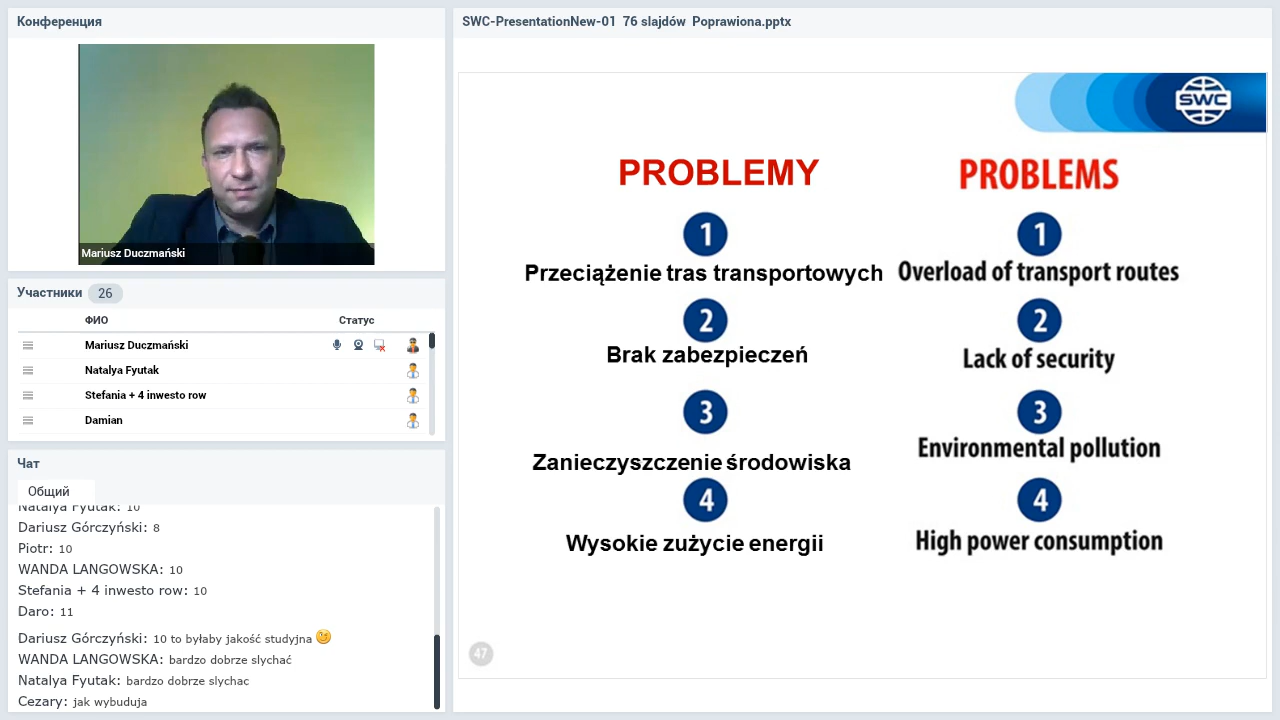 Конференция
Mariusz Duczmański
Участники 26
ФИО Статус
Mariusz Duczmański
Natalya Fyutak
Stefania + 4 inwesto row
Damian
Чат
Общий
Natalya Fyutak: 10
Dariusz Górczyński: 8
Piotr: 10
WANDA LANGOWSKA: 10
Stefania + 4 inwesto row: 10
Daro: 11
Dariusz Górczyński: 10 to byłaby jakość studyjna
WANDA LANGOWSKA: bardzo dobrze slychać
Natalya Fyutak: bardzo dobrze slychac
Cezary: jak wybuduja
SWC-PresentationNew-01 76 slajdów Poprawiona.pptx
SWC
PROBLEMY
1
Przeciążenie tras transportowych
2
Brak zabezpieczeń
3
Zanieczyszczenie środowiska
4
Wysokie zużycie energii
PROBLEMS
1
Overload of transport routes
2
Lack of security
3
Environmental pollution
4
High power consumption
47